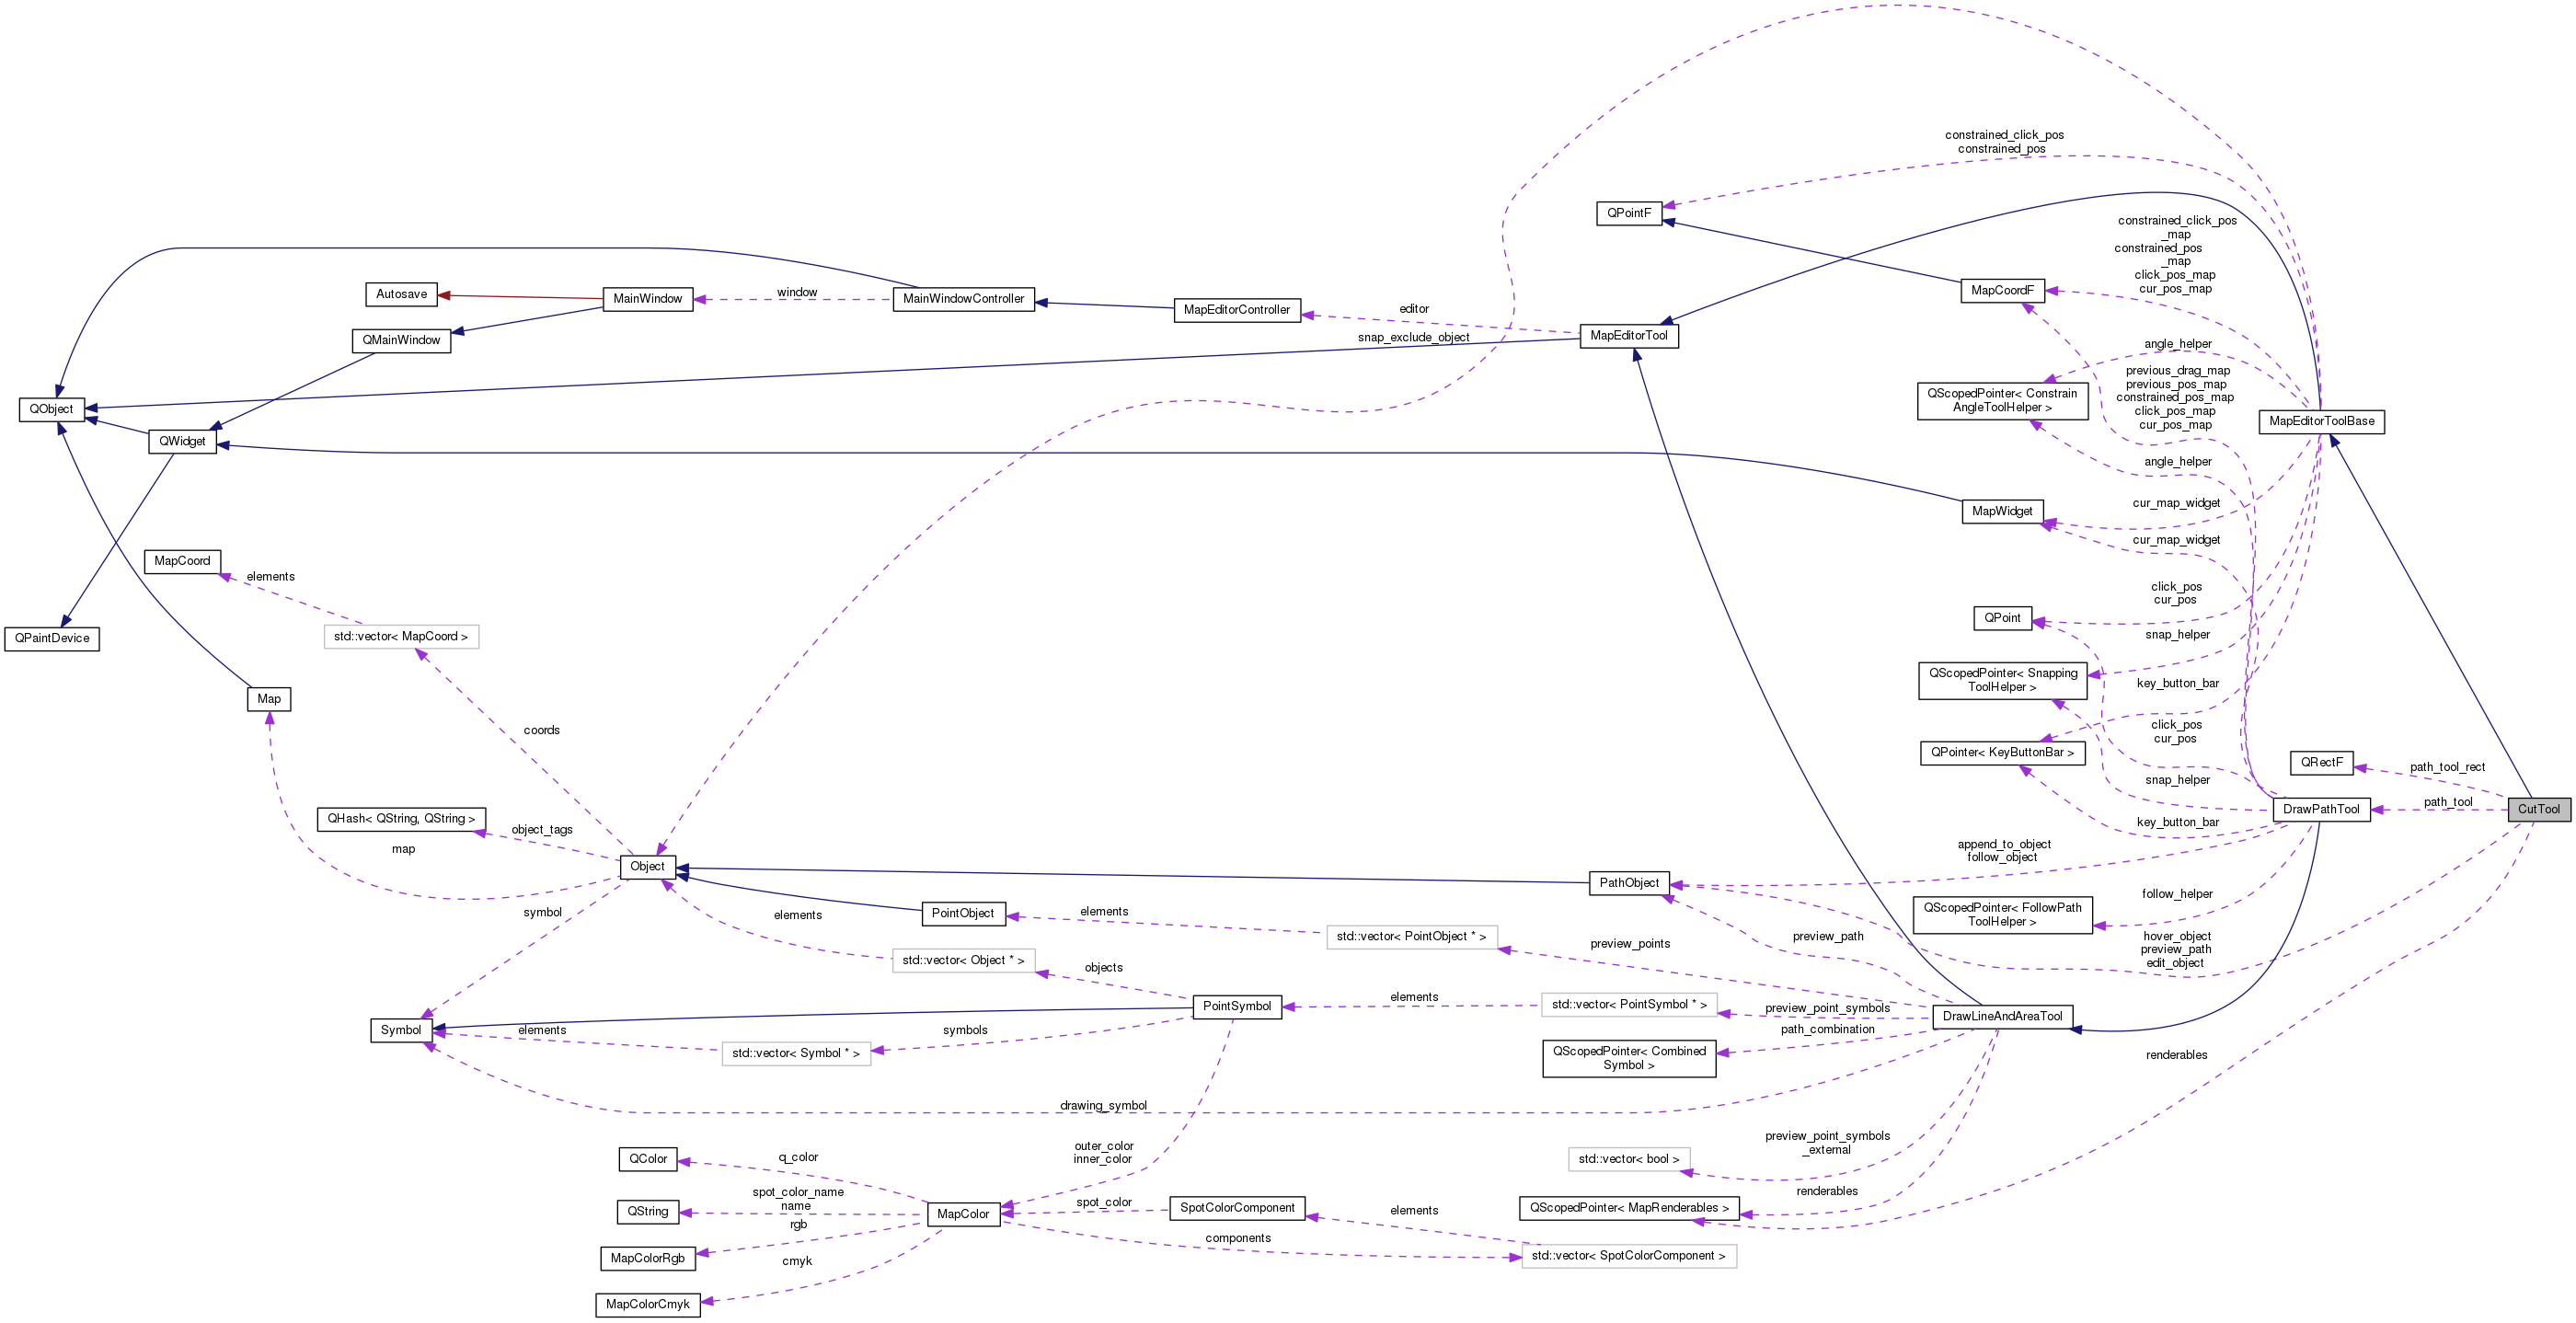 constrained_click_pos
constrained_pos
QPointF
constrained_click_pos
_map
constrained_pos
_map
click_pos_map
cur_pos_map
MapCoordF
Autosave
MainWindow
window
MainWindowController
MapEditorController
editor
MapEditorTool
QMainWindow
snap_exclude_object
angle_helper
previous_drag_map
previous_pos_map
constrained_pos_map
click_pos_map
cur_pos_map
QScopedPointer< Constrain
AngleToolHelper >
MapEditorToolBase
QObject
QWidget
angle_helper
cur_map_widget
MapWidget
cur_map_widget
MapCoord
elements
click_pos
cur_pos
QPoint
QPaintDevice
std::vector< MapCoord >
snap_helper
QScopedPointer< Snapping
ToolHelper >
key_button_bar
Map
coords
click_pos
cur_pos
QPointer< KeyButtonBar >
QRectF
path_tool_rect
snap_helper
DrawPathTool
path_tool
CutTool
QHash< QString, QString >
object_tags
key_button_bar
map
append_to_object
follow_object
Object
PathObject
follow_helper
symbol
elements
PointObject
elements
QScopedPointer< FollowPath
ToolHelper >
std::vector< PointObject * >
preview_points
preview_path
hover_object
preview_path
edit_object
std::vector< Object * >
objects
PointSymbol
elements
std::vector< PointSymbol * >
preview_point_symbols
DrawLineAndAreaTool
Symbol
elements
symbols
path_combination
std::vector< Symbol * >
QScopedPointer< Combined
Symbol >
renderables
drawing_symbol
outer_color
inner_color
preview_point_symbols
_external
QColor
q_color
std::vector< bool >
renderables
spot_color_name
name
QString
MapColor
spot_color
SpotColorComponent
elements
QScopedPointer< MapRenderables >
rgb
components
MapColorRgb
cmyk
std::vector< SpotColorComponent >
MapColorCmyk